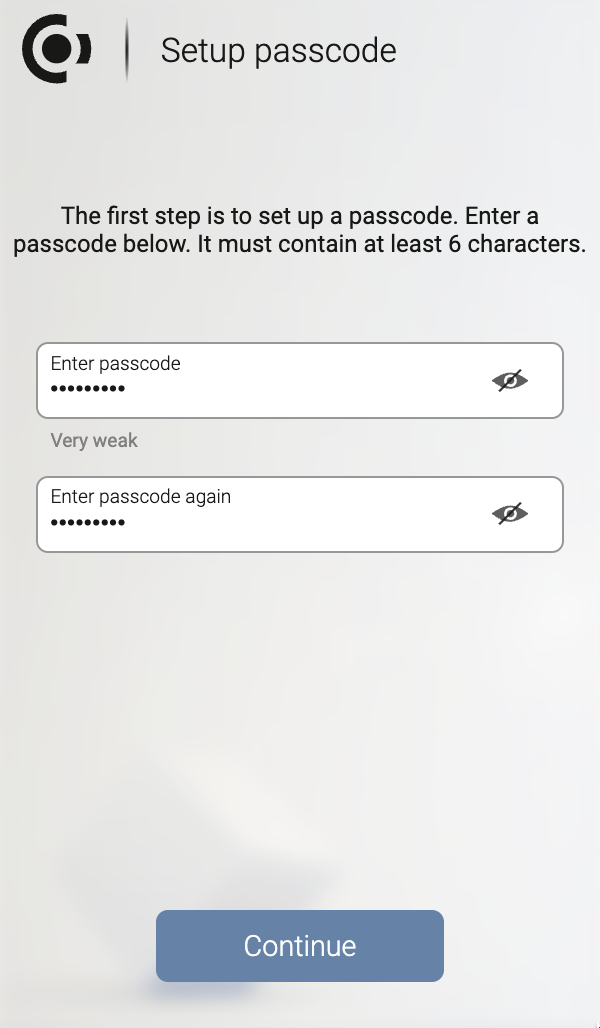 Setup passcode
The first step is to set up a passcode. Enter a
passcode below. It must contain at least 6 characters.
Enter passcode
•••••••••
Very weak
Enter passcode again
•••••••••
Continue